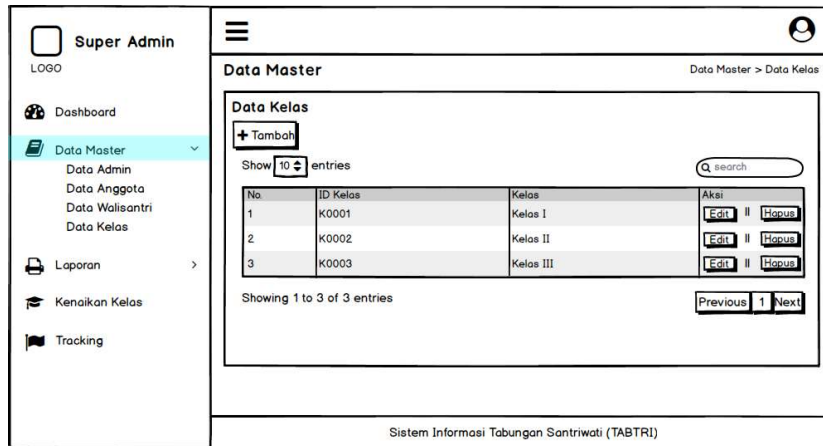 Super Admin
LOGO
Dashboard
Data Master
Data Admin
Data Anggota
Data Walisantri
Data Kelas
Laporan
Kenaikan Kelas
Tracking
Data Master
Data Master > Data Kelas
Data Kelas
+ Tambah
Show 10 entries
search
No. ID Kelas Kelas Aksi
1 K0001 Kelas I Edit || Hapus
2 K0002 Kelas II Edit || Hapus
3 K0003 Kelas III Edit || Hapus
Showing 1 to 3 of 3 entries
Previous 1 Next
Sistem Informasi Tabungan Santriwati (TABTRI)